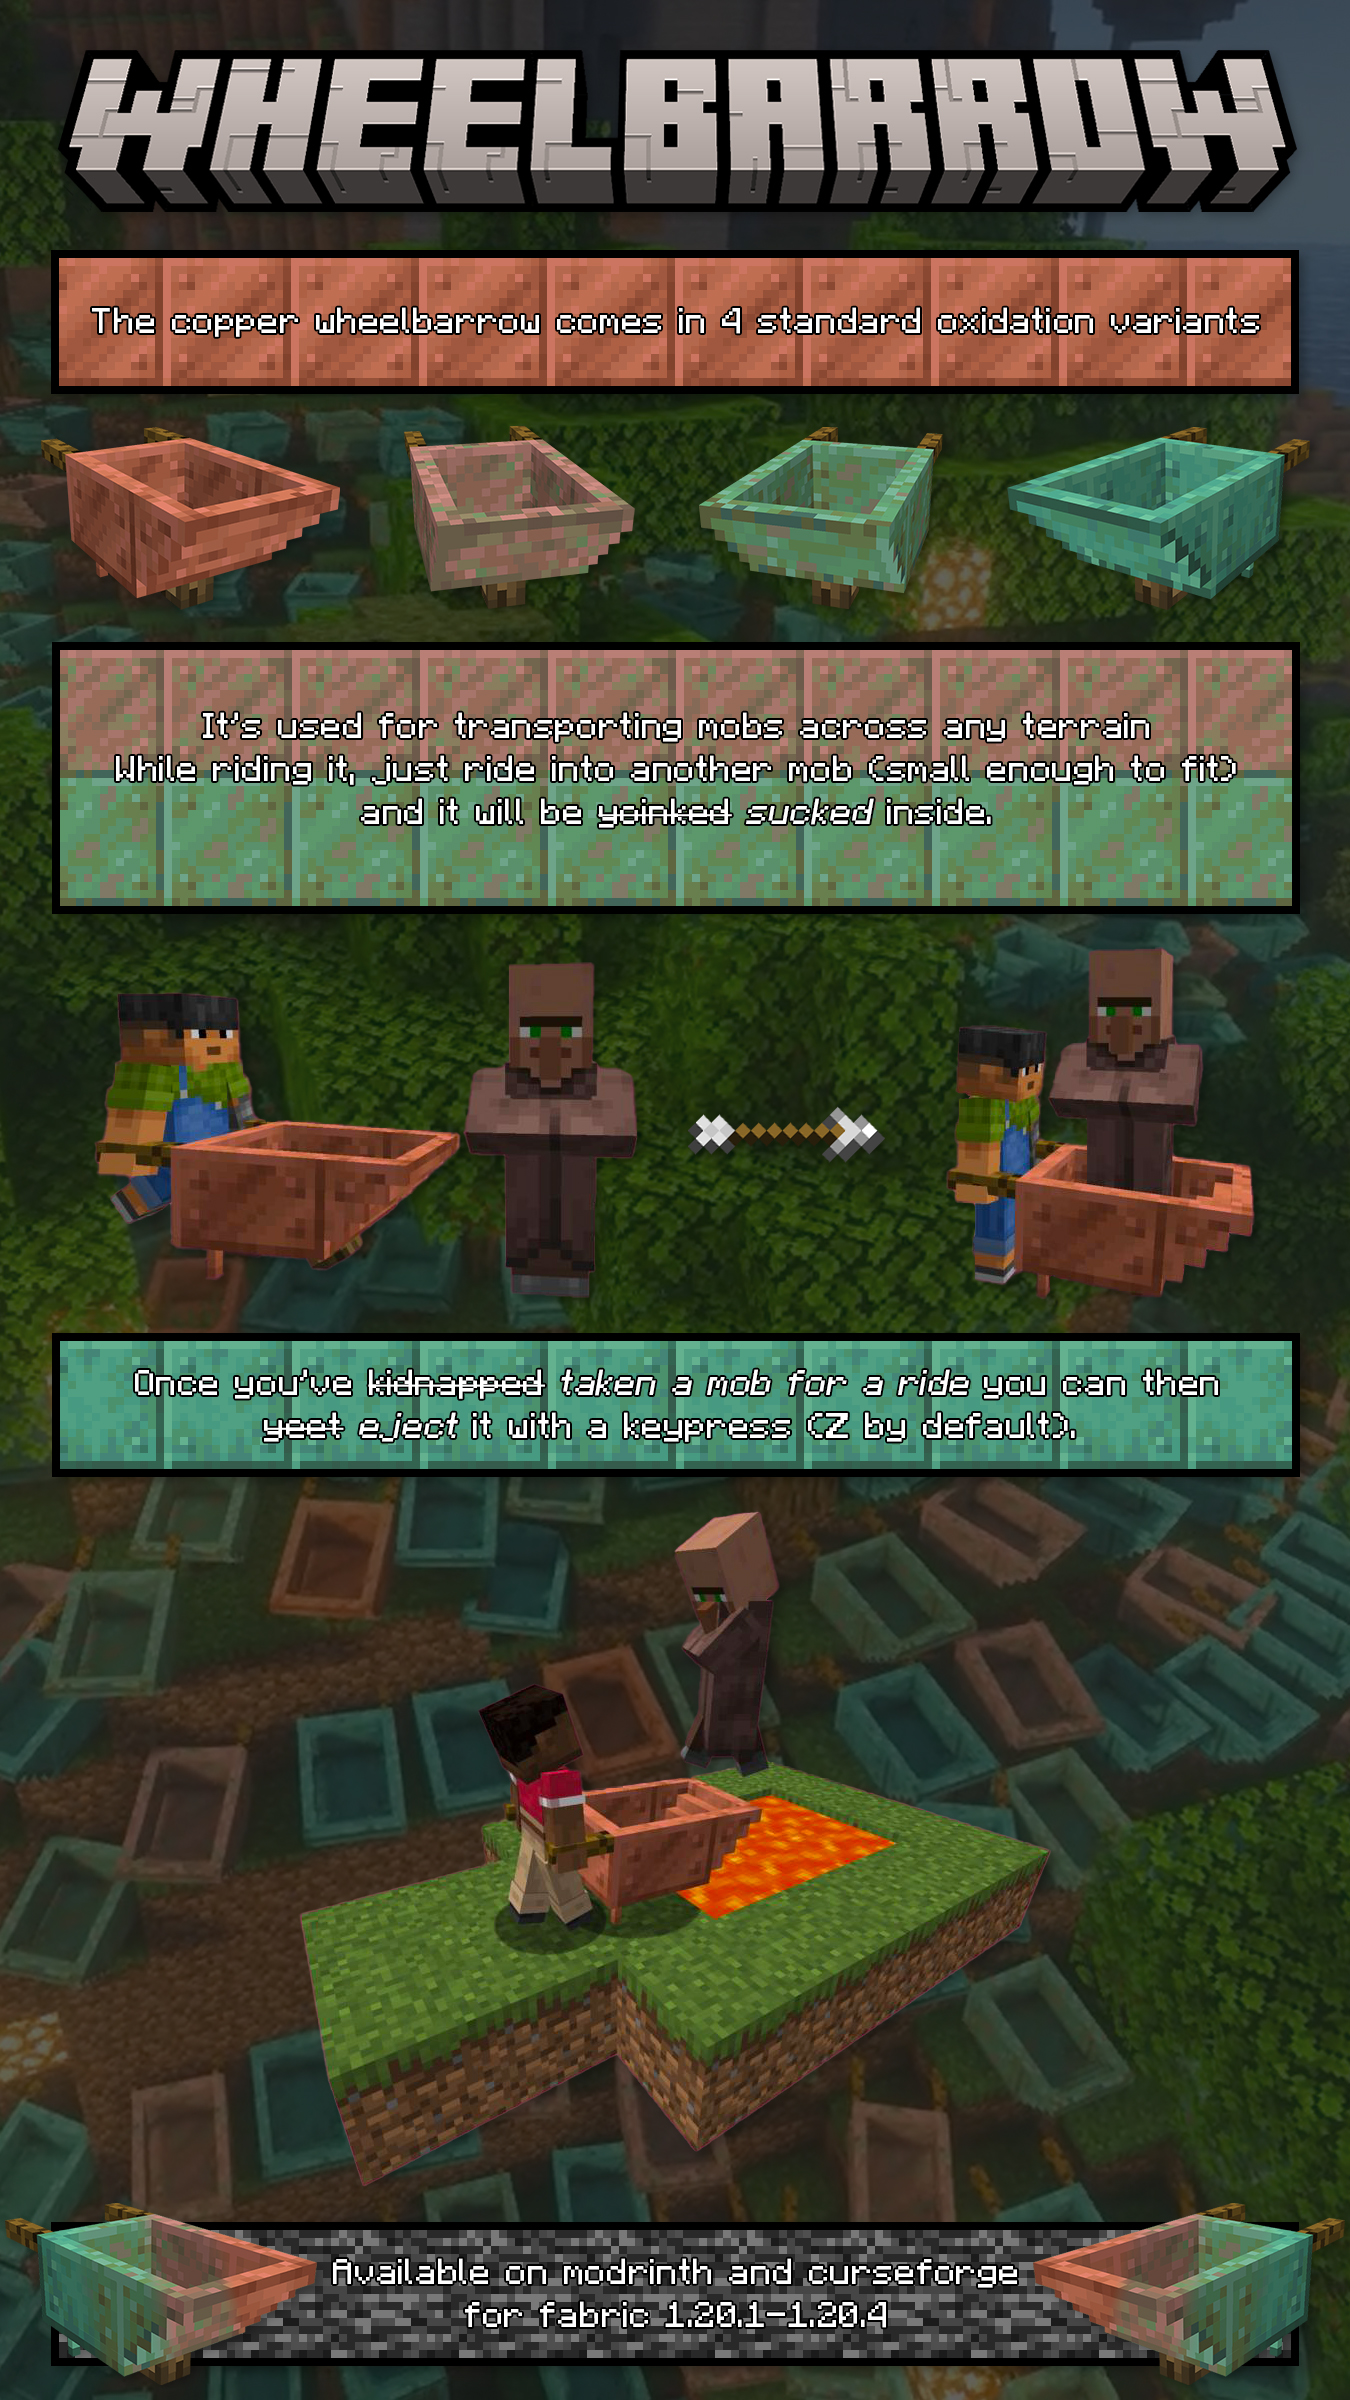 WHEELBARROW
The copper wheelbarrow comes in 4 standard oxidation variants
It's used for transporting mobs across any terrain
While riding it, just ride into another mob (small enough to fit)
and it will be yoinked sucked inside.
Once you've kidnapped taken a mob for a ride you can then
yeet eject it with a keypress (Z by default).
Available on modrinth and curseforge
for fabric 1.20.1-1.20.4